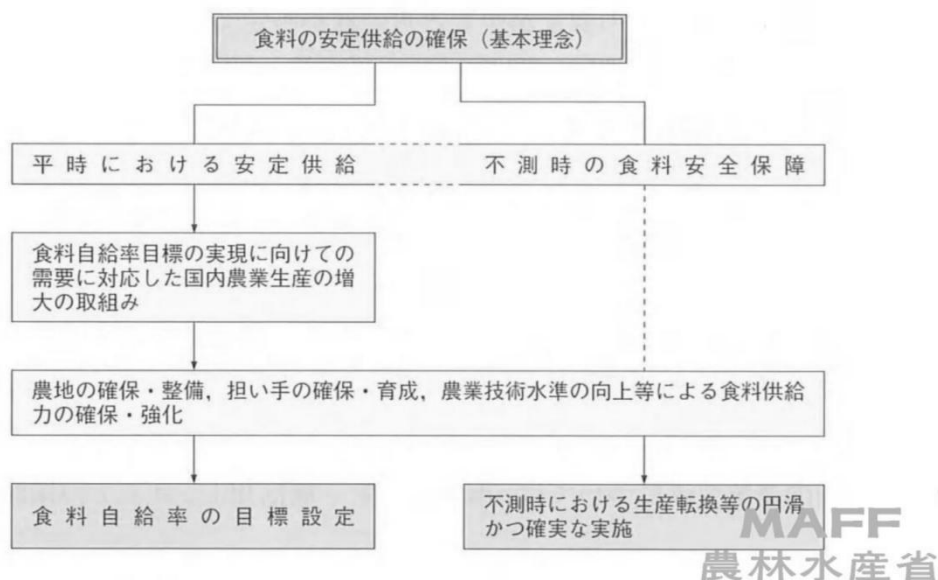 食料の安定供給の確保（基本理念）
平時における安定供給
不測時の食料安全保障
食料自給率目標の実現に向けての
需要に対応した国内農業生産の増
大の取組み
農地の確保・整備，担い手の確保・育成，農業技術水準の向上等による食料供給
力の確保・強化
食料自給率の目標設定
不測時における生産転換等の円滑
かつ確実な実施
MAFF
農林水産省